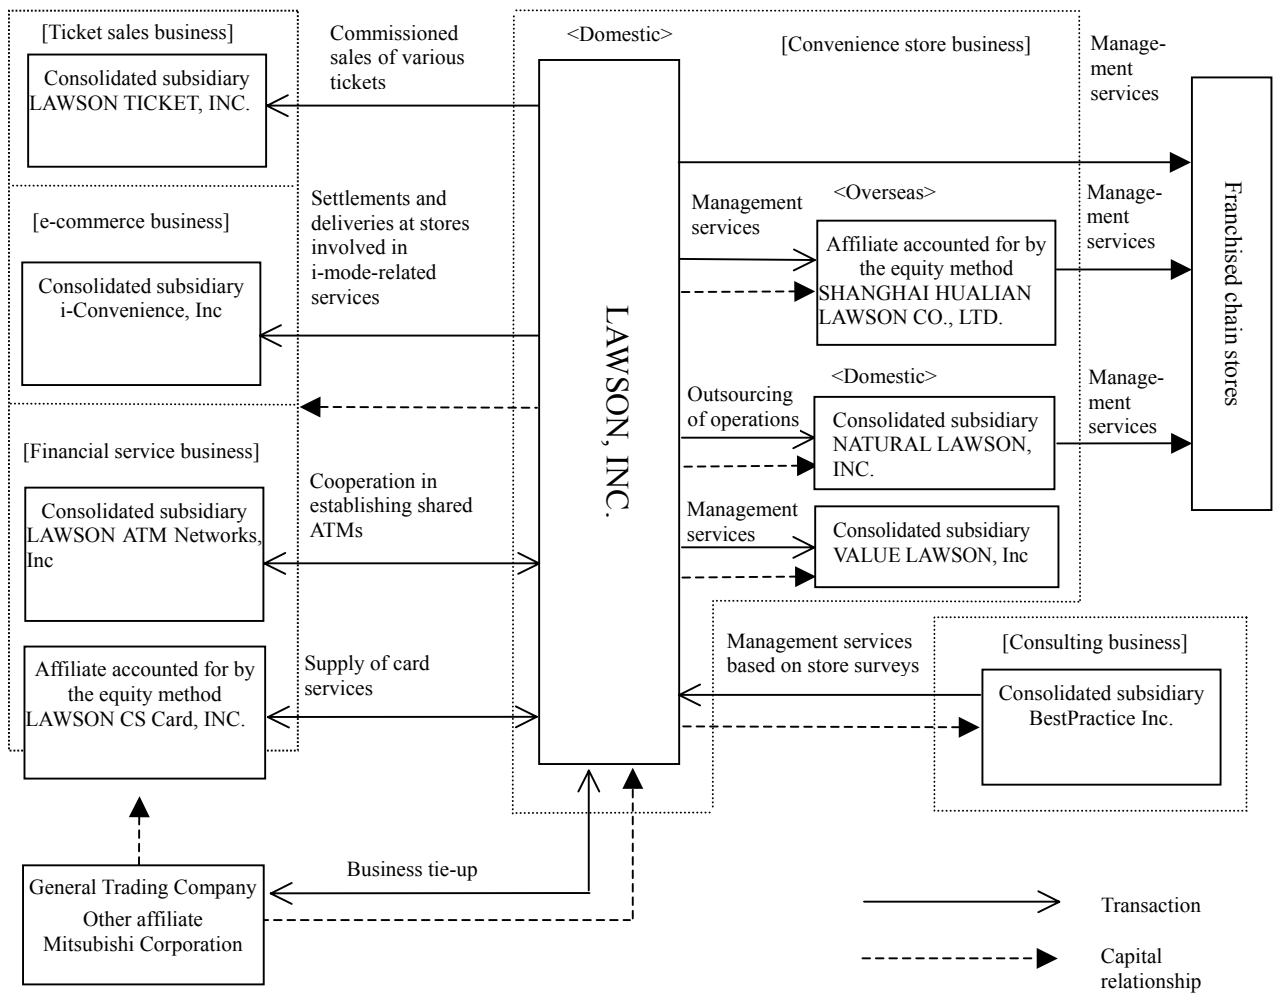 [Ticket sales business]
Consolidated subsidiary
LAWSON TICKET, INC.
Commissioned
sales of various
tickets
[e-commerce business]
Consolidated subsidiary
i-Convenience, Inc
Settlements and
deliveries at stores
involved in
i-mode-related
services
[Financial service business]
Consolidated subsidiary
LAWSON ATM Networks,
Inc
Cooperation in
establishing shared
ATMs
Affiliate accounted for by
the equity method
LAWSON CS Card, INC.
Supply of card
services
General Trading Company
Other affiliate
Mitsubishi Corporation
Business tie-up
<Domestic>
LAWSON, INC.
[Convenience store business]
Manage-
ment
services
Management
services
<Overseas>
Affiliate accounted for by
the equity method
SHANGHAI HUALIAN
LAWSON CO., LTD.
Manage-
ment
services
Outsourcing
of operations
<Domestic>
Consolidated subsidiary
NATURAL LAWSON,
INC.
Manage-
ment
services
Management
services
Consolidated subsidiary
VALUE LAWSON, Inc
Franchised chain stores
Management services
based on store surveys
[Consulting business]
Consolidated subsidiary
BestPractice Inc.
Transaction
Capital
relationship